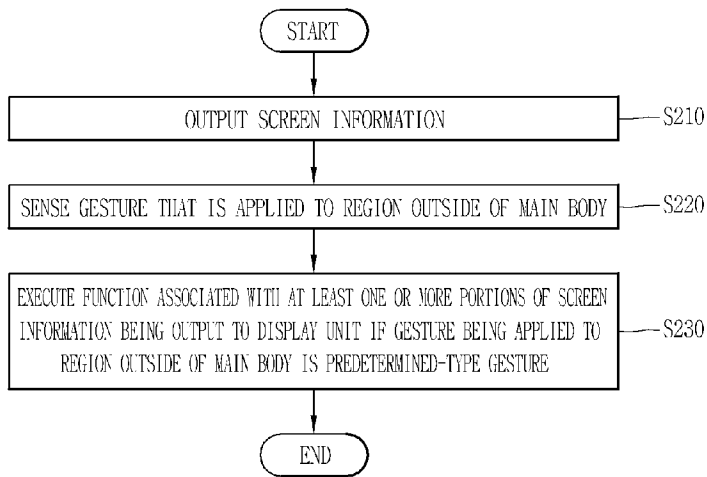 START
OUTPUT SCREEN INFORMATION
S210
SENSE GESTURE THAT IS APPLIED TO REGION OUTSIDE OF MAIN BODY
S220
EXECUTE FUNCTION ASSOCIATED WITH AT LEAST ONE OR MORE PORTIONS OF SCREEN
INFORMATION BEING OUTPUT TO DISPLAY UNIT IF GESTURE BEING APPLIED TO
REGION OUTSIDE OF MAIN BODY IS PREDETERMINED-TYPE GESTURE
S230
END